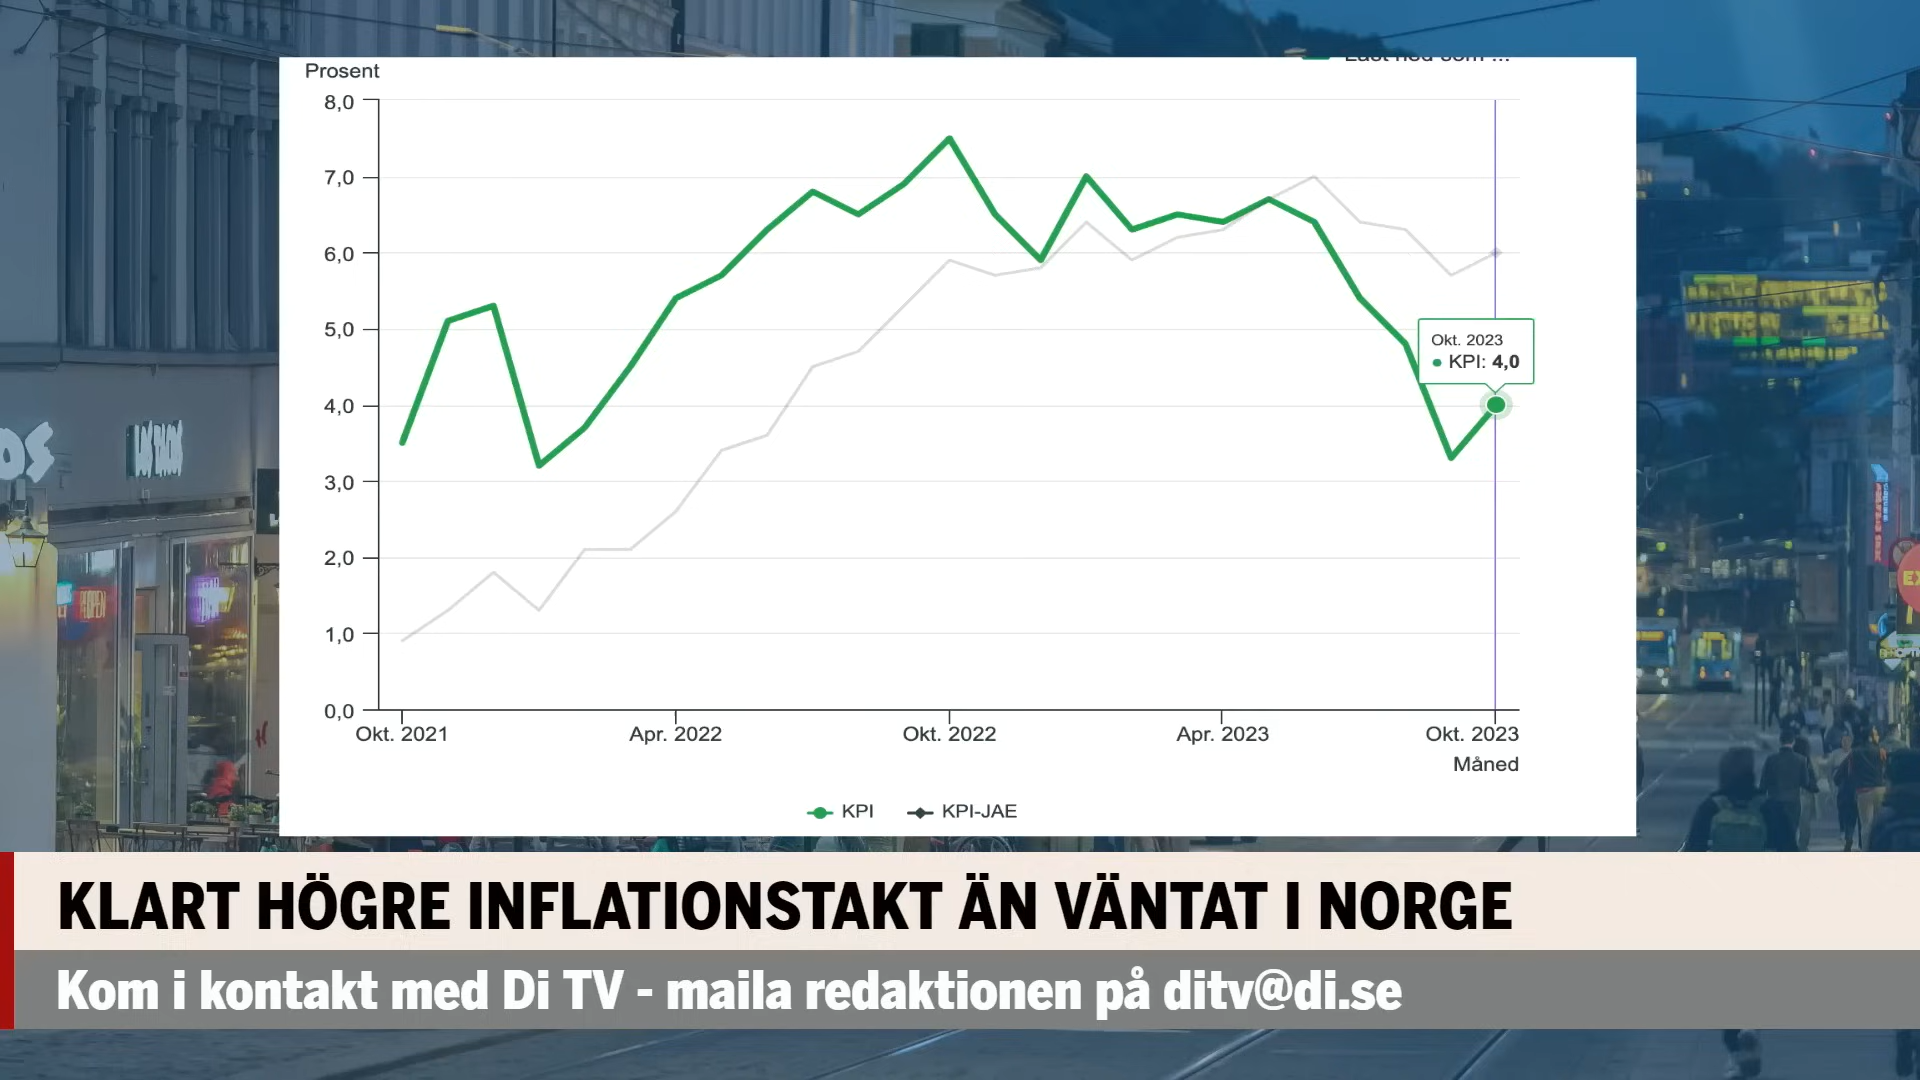 Prosent
8,0
7,0
6,0
5,0
4,0
3,0
2,0
1,0
0,0
Okt. 2023
KPI: 4,0
Okt. 2021
Apr. 2022
Okt. 2022
Apr. 2023
Okt. 2023
Måned
KPI
KPI-JAE
OPEN
KLART HÖGRE INFLATIONSTAKT ÄN VÄNTAT I NORGE
Kom i kontakt med Di TV - maila redaktionen på ditv@di.se